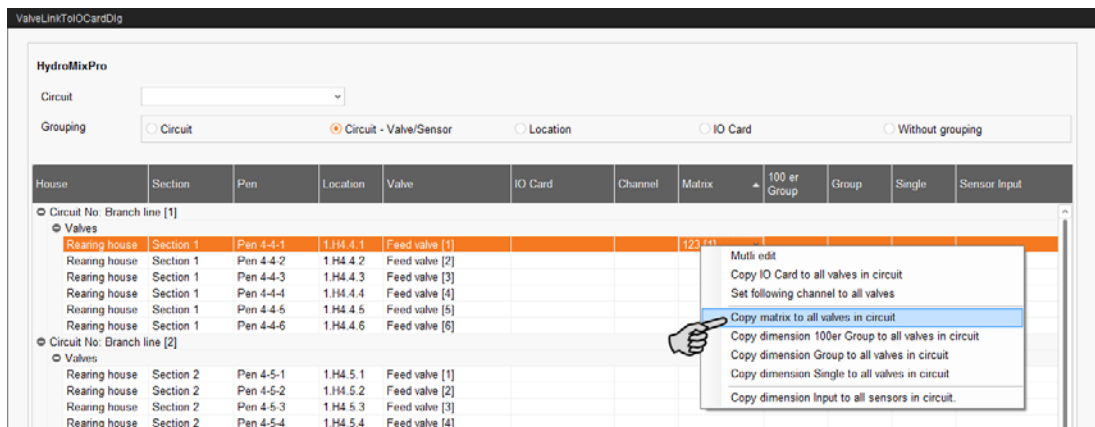 ValveLinkToIOCardDlg
HydroMixPro
Circuit
Grouping Circuit Circuit - Valve/Sensor Location IO Card Without grouping
House Section Pen Location Valve IO Card Channel Matrix 100 er Group Group Single Sensor Input
Circuit No: Branch line [1]
Valves
Rearing house Section 1 Pen 4-4-1 1.H4.4.1 Feed valve [1] 123 [1]
Rearing house Section 1 Pen 4-4-2 1.H4.4.2 Feed valve [2]
Rearing house Section 1 Pen 4-4-3 1.H4.4.3 Feed valve [3]
Rearing house Section 1 Pen 4-4-4 1.H4.4.4 Feed valve [4]
Rearing house Section 1 Pen 4-4-5 1.H4.4.5 Feed valve [5]
Rearing house Section 1 Pen 4-4-6 1.H4.4.6 Feed valve [6]
Circuit No: Branch line [2]
Valves
Rearing house Section 2 Pen 4-5-1 1.H4.5.1 Feed valve [1]
Rearing house Section 2 Pen 4-5-2 1.H4.5.2 Feed valve [2]
Rearing house Section 2 Pen 4-5-3 1.H4.5.3 Feed valve [3]
Rearing house Section 2 Pen 4-5-4 1.H4.5.4 Feed valve [4]
Mutli edit
Copy IO Card to all valves in circuit
Set following channel to all valves
Copy matrix to all valves in circuit
Copy dimension 100er Group to all valves in circuit
Copy dimension Group to all valves in circuit
Copy dimension Single to all valves in circuit
Copy dimension Input to all sensors in circuit.